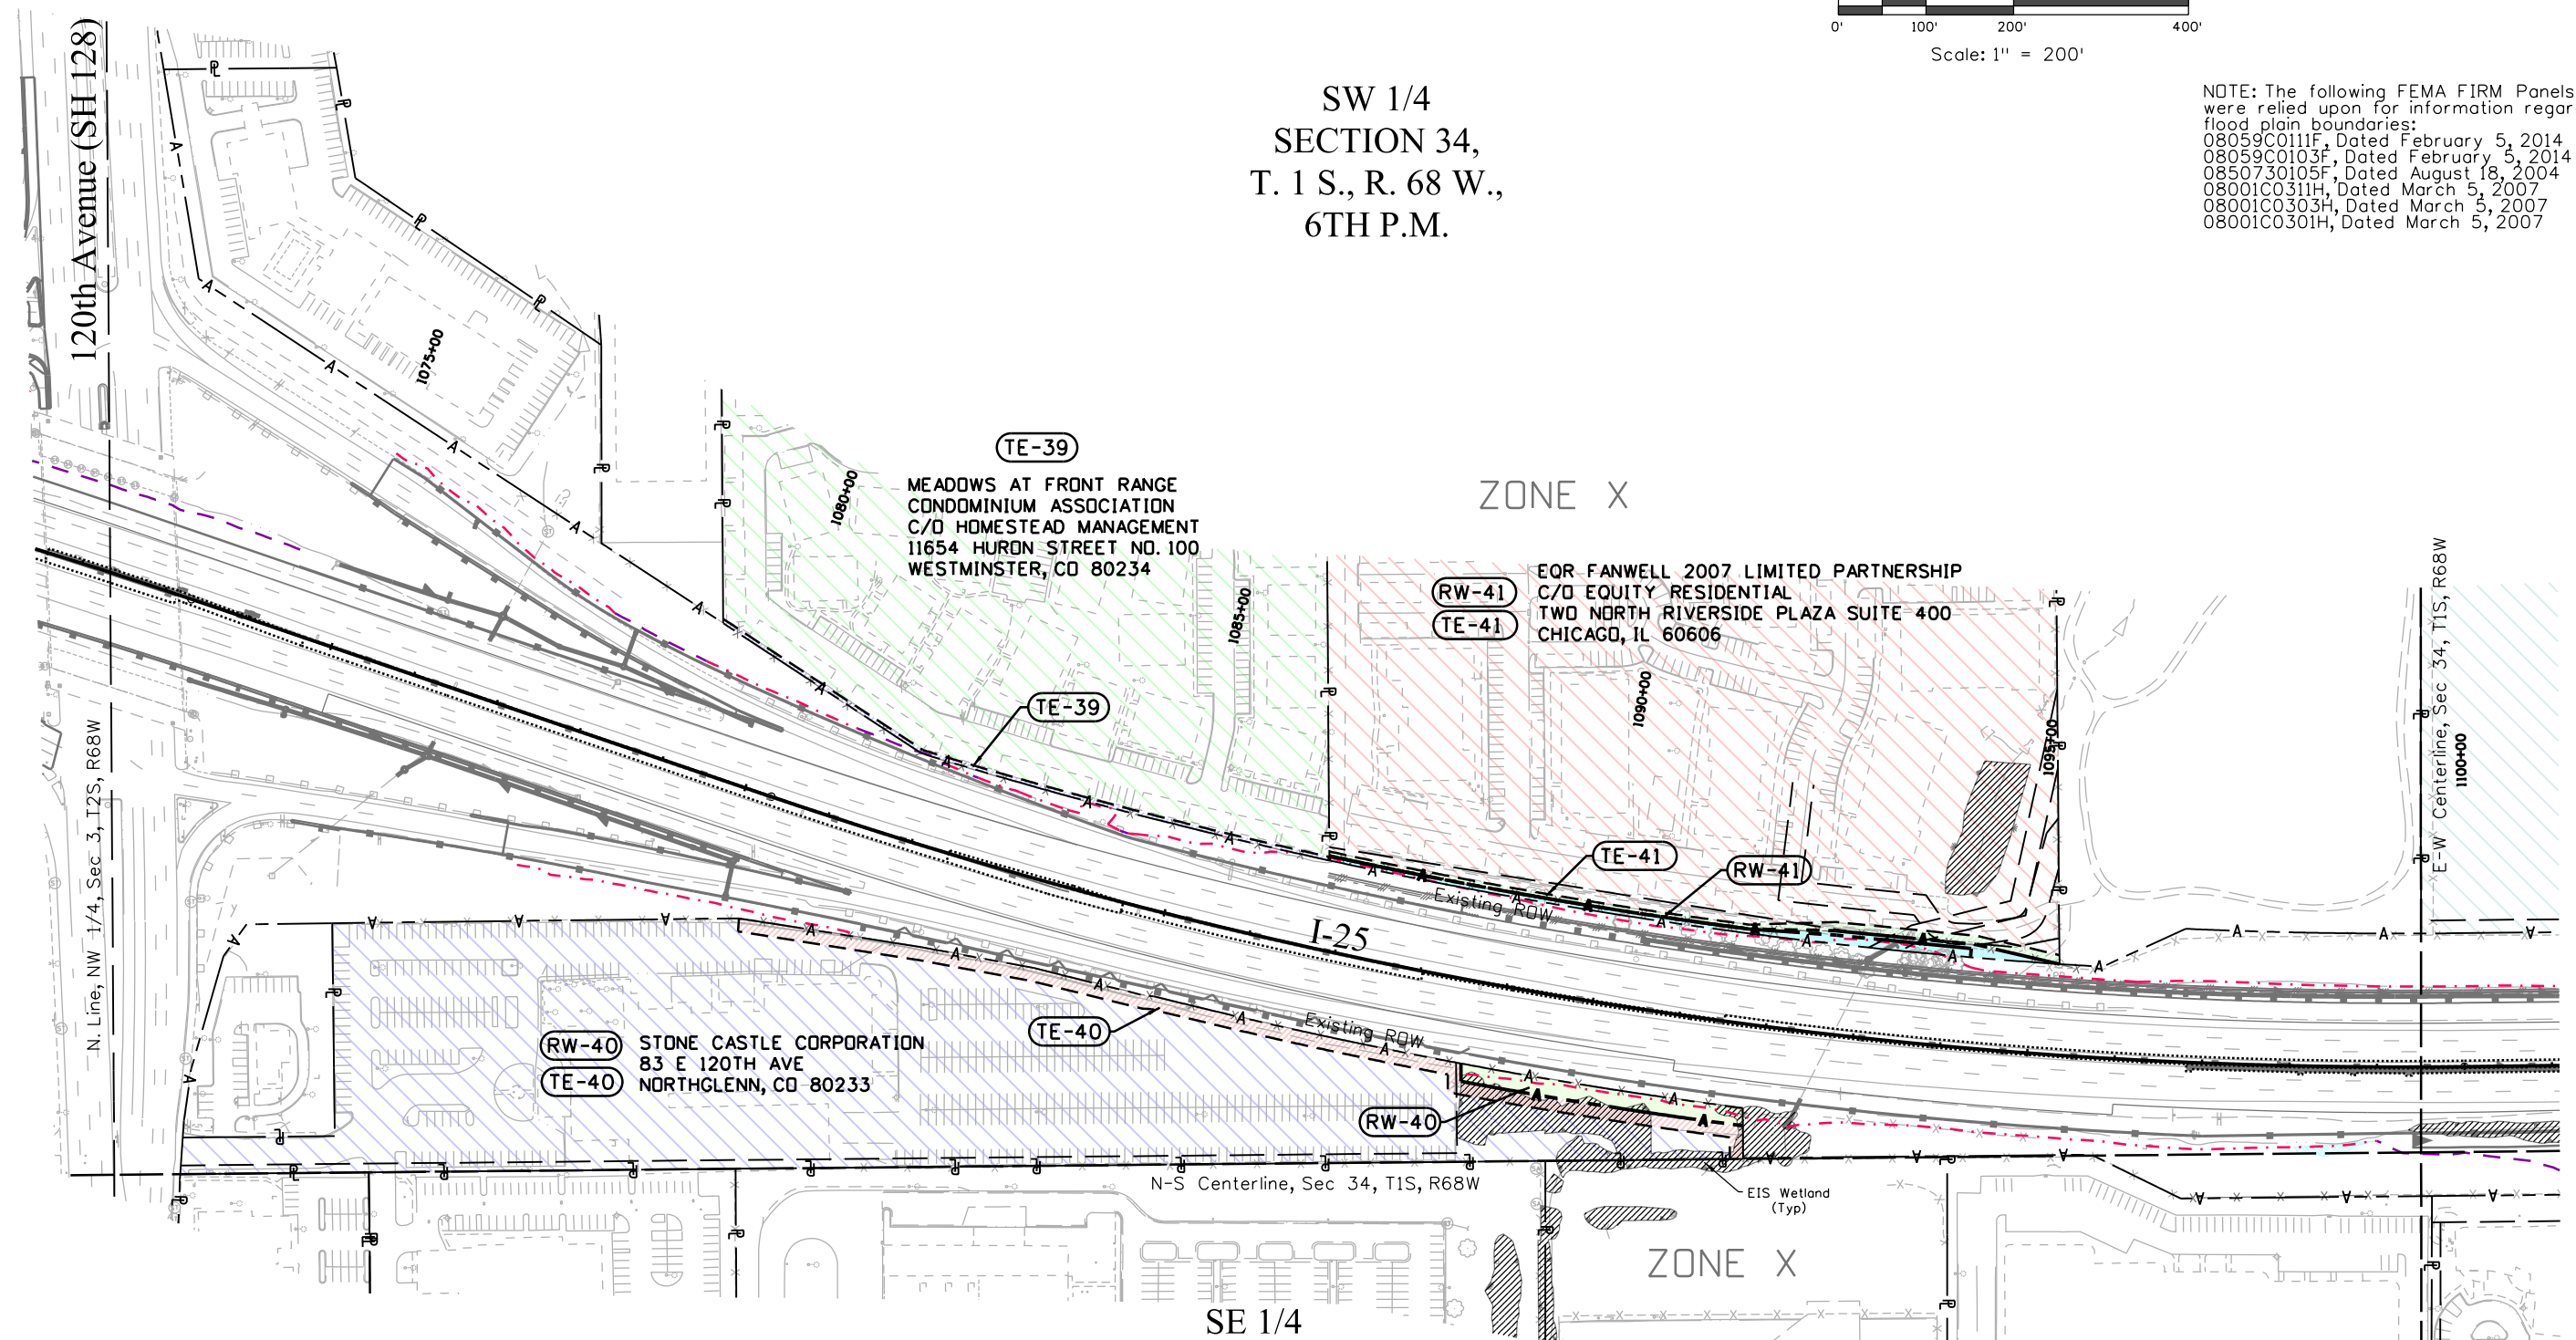 0'
100'
200'
400'
Scale: 1" = 200'
SW 1/4
SECTION 34,
T. 1 S., R. 68 W.,
6TH P.M.
NOTE: The following FEMA FIRM Panels
were relied upon for information regar
flood plain boundaries:
08059C0111F, Dated February 5, 2014
08059C0103F, Dated February 5, 2014
0850730105F, Dated August 18, 2004
08001C0311H, Dated March 5, 2007
08001C0303H, Dated March 5, 2007
08001C0301H, Dated March 5, 2007
120th Avenue (SH 128)
1075+00
1080+00
1085+00
1090+00
1095+00
1100+00
TE-39
MEADOWS AT FRONT RANGE
CONDOMINIUM ASSOCIATION
C/O HOMESTEAD MANAGEMENT
11654 HURON STREET NO. 100
WESTMINSTER, CO 80234
ZONE X
RW-41
TE-41
EQR FANWELL 2007 LIMITED PARTNERSHIP
C/O EQUITY RESIDENTIAL
TWO NORTH RIVERSIDE PLAZA SUITE 400
CHICAGO, IL 60606
E-W Centerline, Sec 34, T1S, R68W
TE-39
TE-41
RW-41
Existing ROW
I-25
N. Line, NW 1/4, Sec 3, T2S, R68W
Existing ROW
TE-40
RW-40
TE-40
STONE CASTLE CORPORATION
83 E 120TH AVE
NORTHGLENN, CO 80233
RW-40
N-S Centerline, Sec 34, T1S, R68W
EIS Wetland
(Typ)
ZONE X
SE 1/4